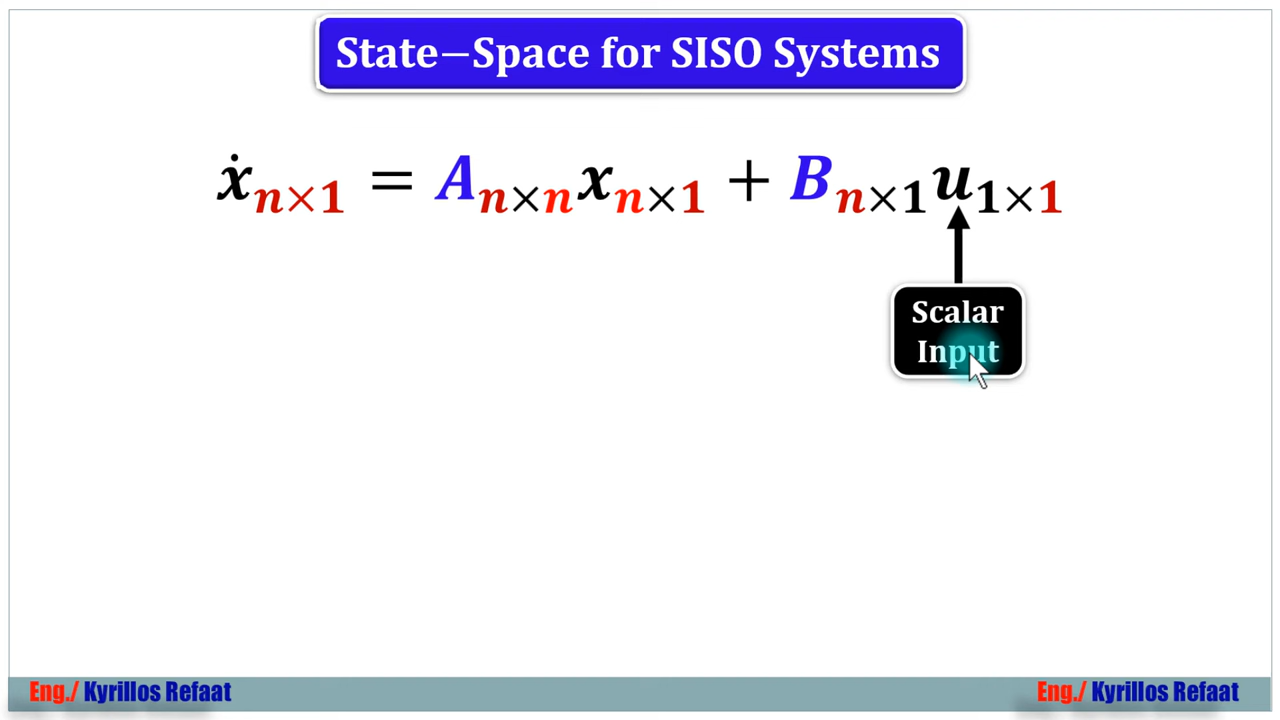 State−Space for SISO Systems
ẋₙ×₁ = Aₙ×ₙxₙ×₁ + Bₙ×₁u₁×₁
Scalar
Input
Eng./ Kyrillos Refaat
Eng./ Kyrillos Refaat